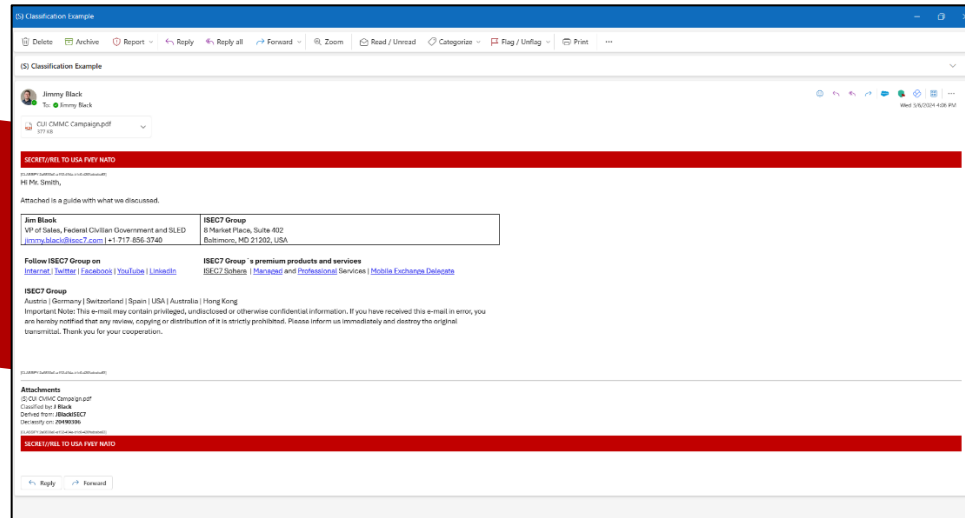 (S) Classification Example
Delete Archive Report Reply Reply all Forward Zoom Read / Unread Categorize Flag / Unflag Print ...
(S) Classification Example
Jimmy Black
To: Jimmy Black
Wed 5/6/2024 4:06 PM
CUI CMMC Campaign.pdf
377 KB
SECRET//REL TO USA FVEY NATO
Hi Mr. Smith,
Attached is a guide with what we discussed.
Jim Black ISEC7 Group
VP of Sales, Federal Civilian Government and SLED 8 Market Place, Suite 402
jimmy.black@isec7.com | +1-717-856-3740 Baltimore, MD 21202, USA
Follow ISEC7 Group on ISEC7 Group´s premium products and services
Internet | Twitter | Facebook | YouTube | LinkedIn ISEC7 Sphere | Managed and Professional Services | Mobile Exchange Delegate
ISEC7 Group
Austria | Germany | Switzerland | Spain | USA | Australia | Hong Kong
Important Note: This e-mail may contain privileged, undisclosed or otherwise confidential information. If you have received this e-mail in error, you
are hereby notified that any review, copying or distribution of it is strictly prohibited. Please inform us immediately and destroy the original
transmittal. Thank you for your cooperation.
Attachments
(S) CUI CMMC Campaign.pdf
Classified by: J Black
Derived from: JBlackISEC7
Declassify on: 20490306
SECRET//REL TO USA FVEY NATO
Reply Forward